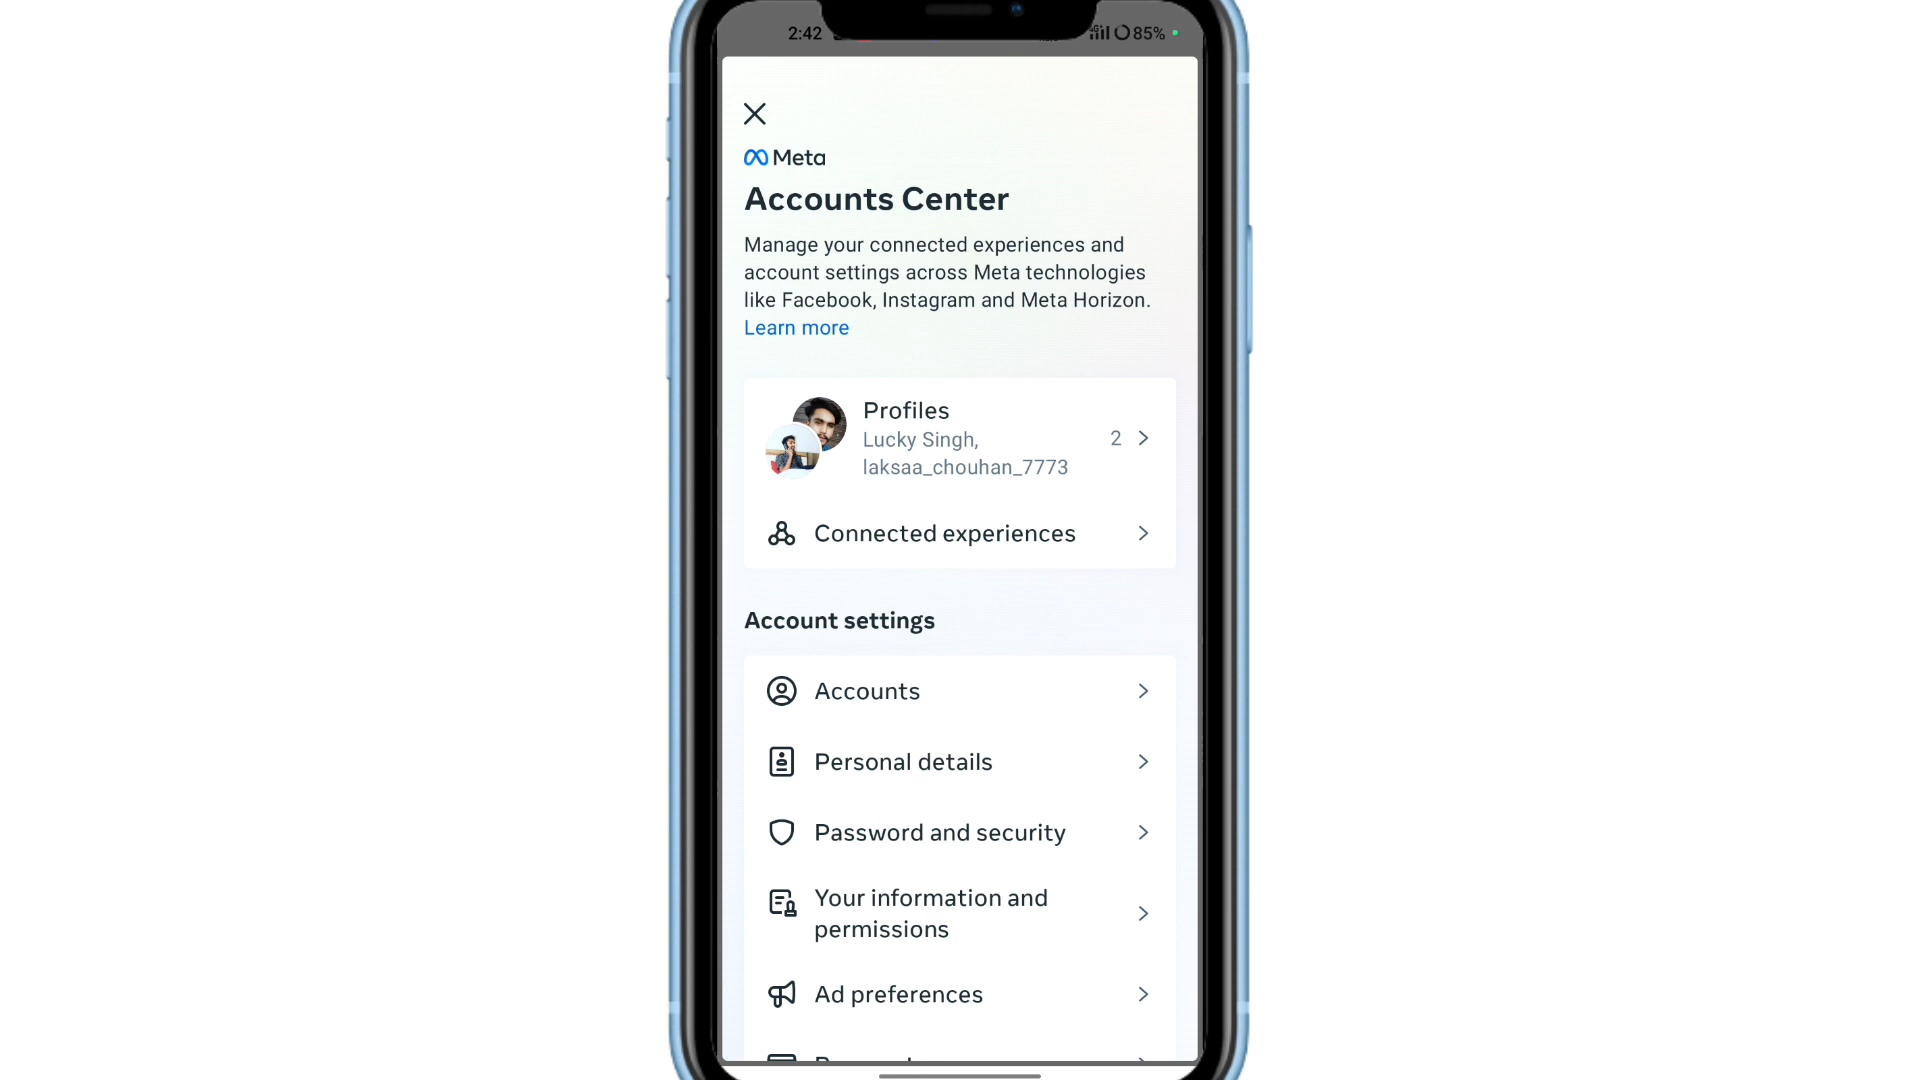 2:42
85%
Meta
Accounts Center
Manage your connected experiences and
account settings across Meta technologies
like Facebook, Instagram and Meta Horizon.
Learn more
Profiles
Lucky Singh,
laksaa_chouhan_7773
2
Connected experiences
Account settings
Accounts
Personal details
Password and security
Your information and
permissions
Ad preferences